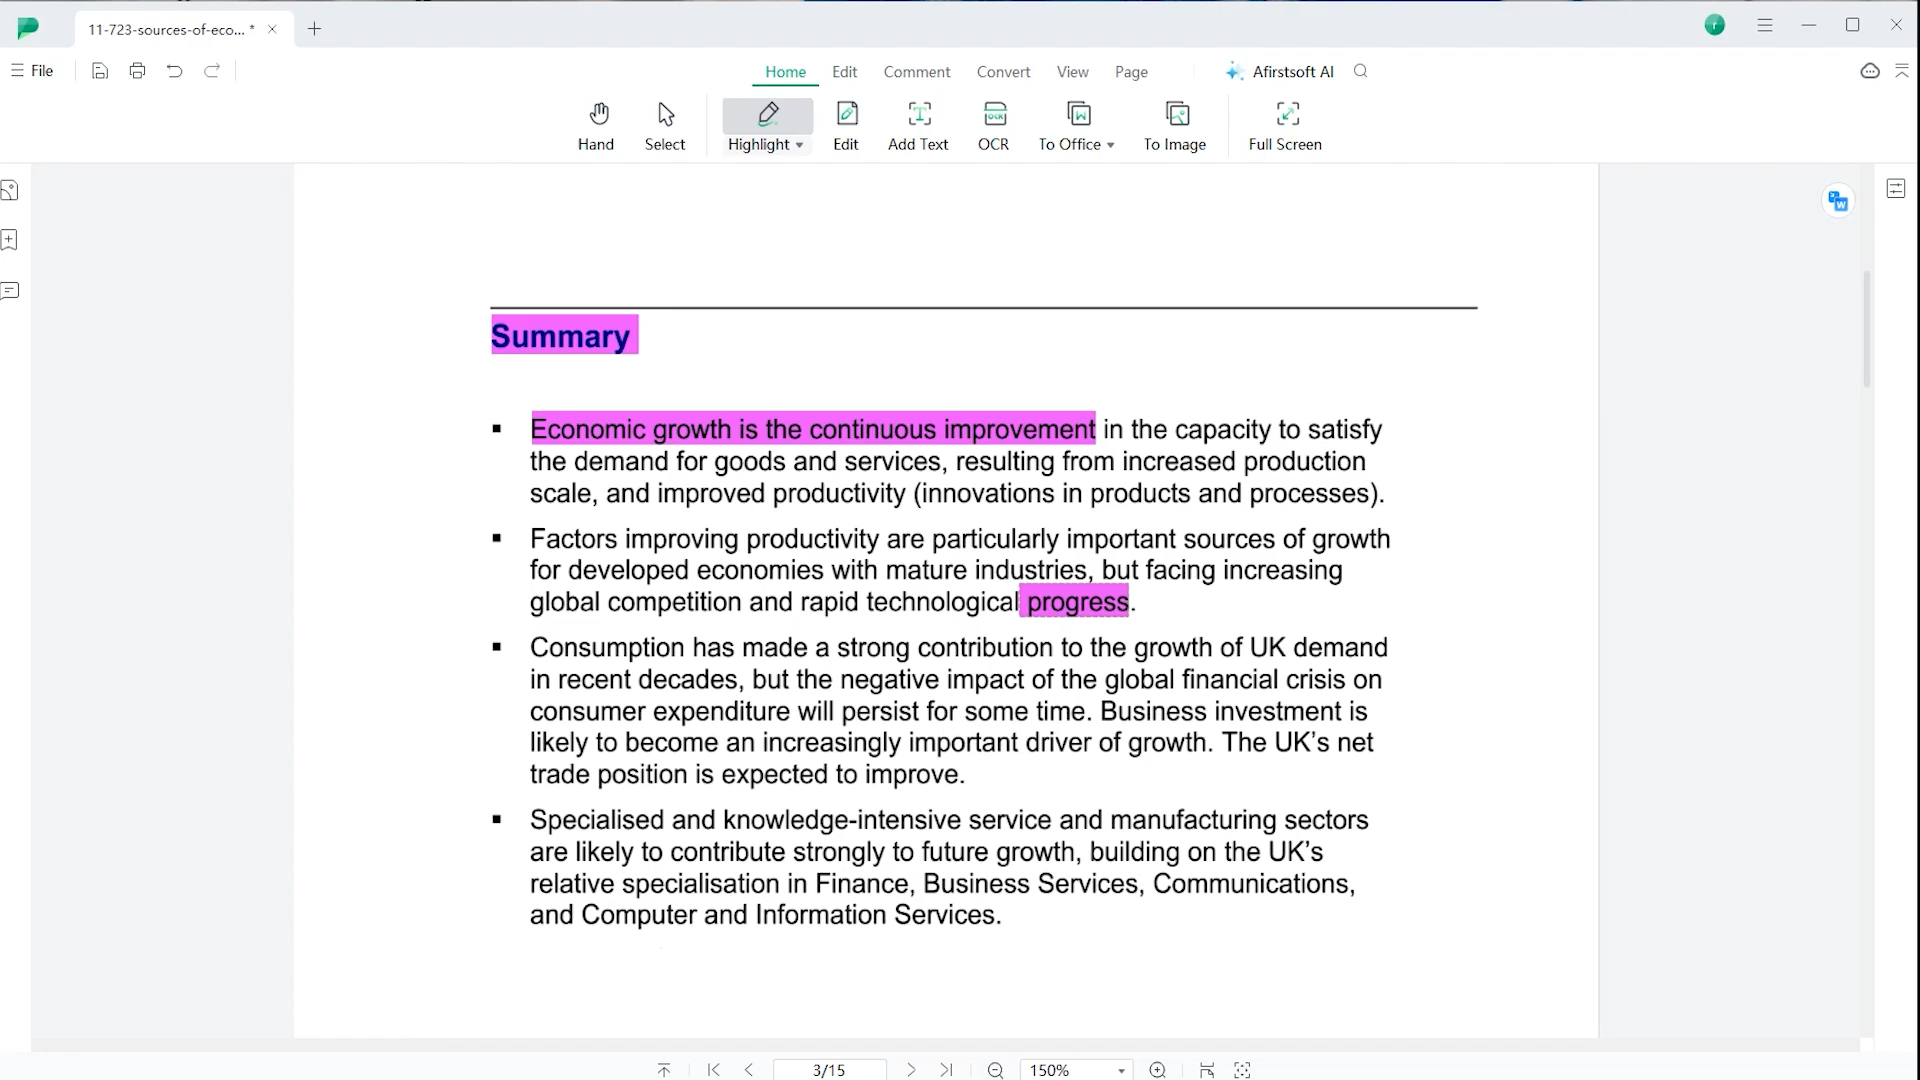 11-723-sources-of-eco... *
File
Home Edit Comment Convert View Page Afirstsoft AI
Hand Select Highlight Edit Add Text OCR To Office To Image Full Screen
Summary
▪ Economic growth is the continuous improvement in the capacity to satisfy
the demand for goods and services, resulting from increased production
scale, and improved productivity (innovations in products and processes).
▪ Factors improving productivity are particularly important sources of growth
for developed economies with mature industries, but facing increasing
global competition and rapid technological progress.
▪ Consumption has made a strong contribution to the growth of UK demand
in recent decades, but the negative impact of the global financial crisis on
consumer expenditure will persist for some time. Business investment is
likely to become an increasingly important driver of growth. The UK’s net
trade position is expected to improve.
▪ Specialised and knowledge-intensive service and manufacturing sectors
are likely to contribute strongly to future growth, building on the UK’s
relative specialisation in Finance, Business Services, Communications,
and Computer and Information Services.
3/15 150%